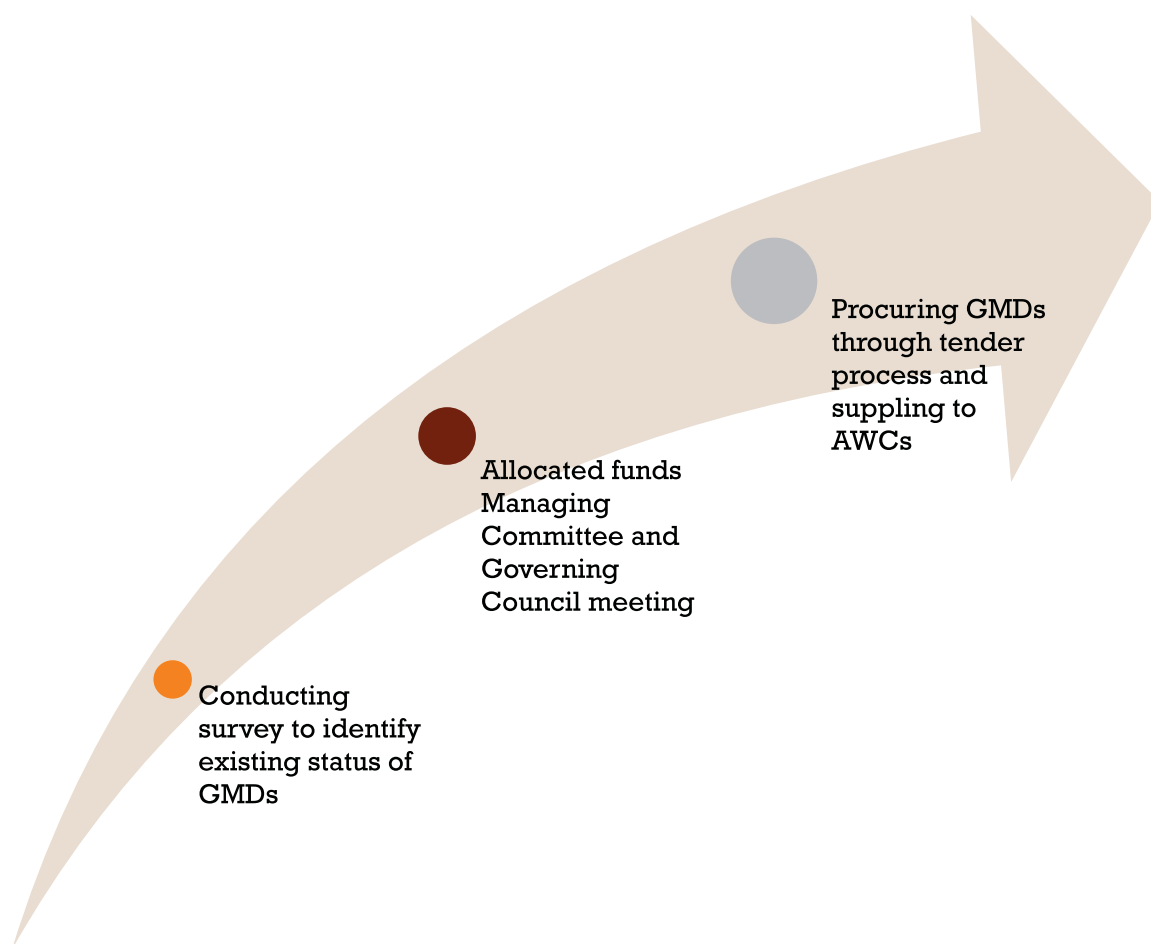 Procuring GMDs
through tender
process and
suppling to
AWCs
Allocated funds
Managing
Committee and
Governing
Council meeting
Conducting
survey to identify
existing status of
GMDs